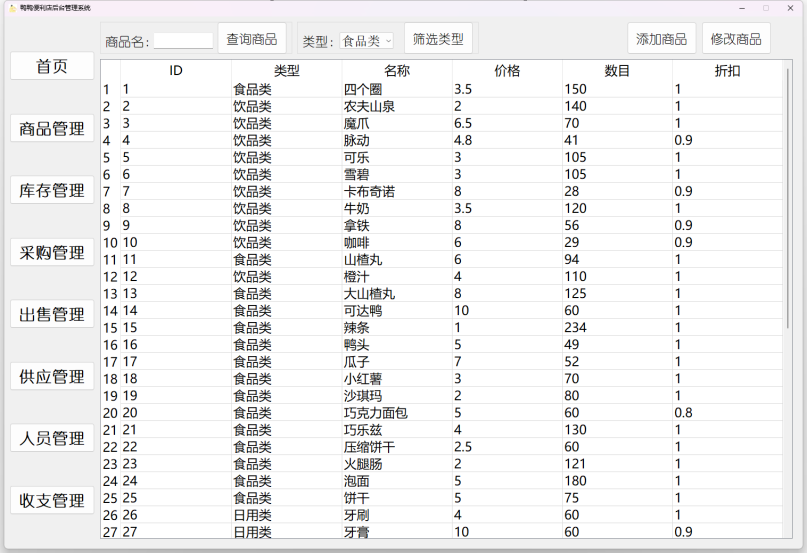 鸭鸭便利店后台管理系统
商品名： 查询商品 类型： 食品类 筛选类型 添加商品 修改商品
首页
商品管理
库存管理
采购管理
出售管理
供应管理
人员管理
收支管理
ID 类型 名称 价格 数目 折扣
1 1 食品类 四个圈 3.5 150 1
2 2 饮品类 农夫山泉 2 140 1
3 3 饮品类 魔爪 6.5 70 1
4 4 饮品类 脉动 4.8 41 0.9
5 5 饮品类 可乐 3 105 1
6 6 饮品类 雪碧 3 105 1
7 7 饮品类 卡布奇诺 8 28 0.9
8 8 饮品类 牛奶 3.5 120 1
9 9 饮品类 拿铁 8 56 0.9
10 10 饮品类 咖啡 6 29 0.9
11 11 食品类 山楂丸 6 94 1
12 12 饮品类 橙汁 4 110 1
13 13 食品类 大山楂丸 8 125 1
14 14 食品类 可达鸭 10 60 1
15 15 食品类 辣条 1 234 1
16 16 食品类 鸭头 5 49 1
17 17 食品类 瓜子 7 52 1
18 18 食品类 小红薯 3 70 1
19 19 食品类 沙琪玛 2 80 1
20 20 食品类 巧克力面包 5 60 0.8
21 21 食品类 巧乐兹 4 130 1
22 22 食品类 压缩饼干 2.5 60 1
23 23 食品类 火腿肠 2 121 1
24 24 食品类 泡面 5 180 1
25 25 食品类 饼干 5 75 1
26 26 日用类 牙刷 4 60 1
27 27 日用类 牙膏 10 60 0.9